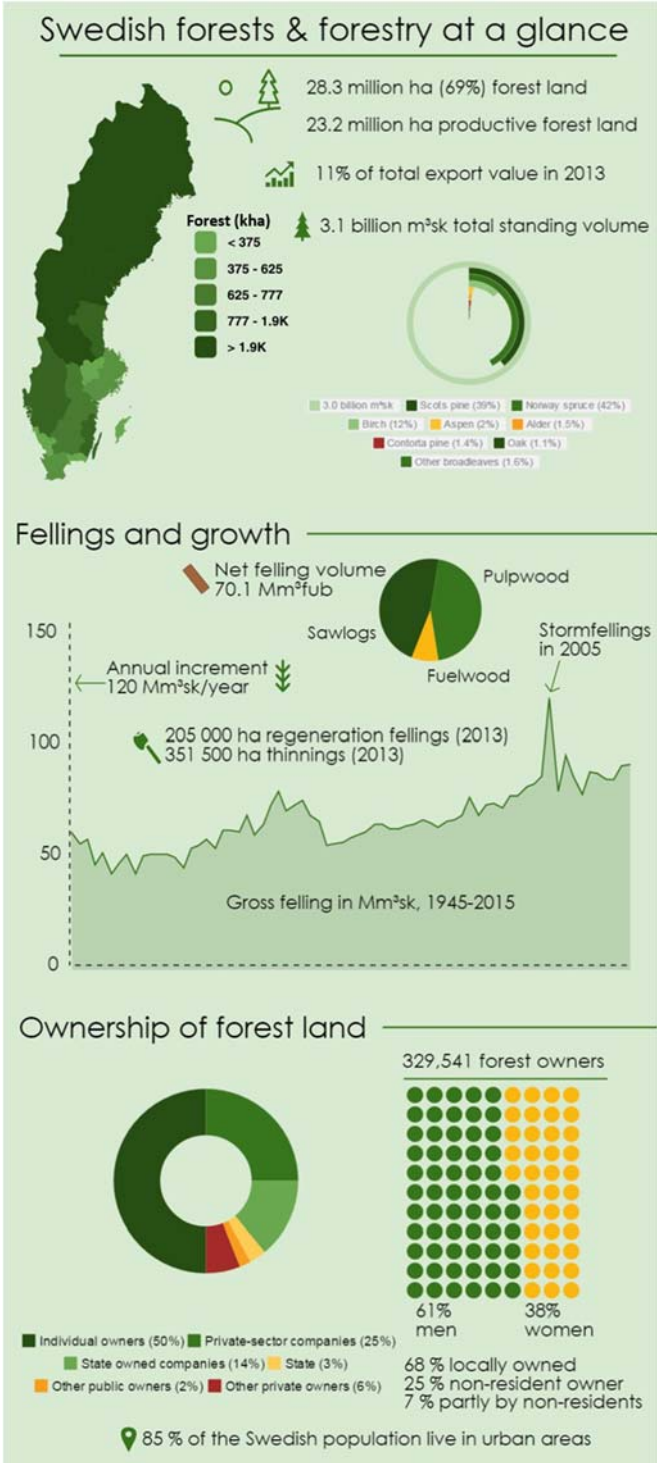 Swedish forests & forestry at a glance
28.3 million ha (69%) forest land
23.2 million ha productive forest land
11% of total export value in 2013
3.1 billion m³sk total standing volume
Forest (kha)
< 375
375 - 625
625 - 777
777 - 1.9K
> 1.9K
3.0 billion m³sk Scots pine (39%) Norway spruce (42%)
Birch (12%) Aspen (2%) Alder (1.5%)
Contorta pine (1.4%) Oak (1.1%)
Other broadleaves (1.6%)
Fellings and growth
Net felling volume
70.1 Mm³fub
Pulpwood
Sawlogs
Fuelwood
Stormfellings
in 2005
150
Annual increment
120 Mm³sk/year
100
205 000 ha regeneration fellings (2013)
351 500 ha thinnings (2013)
50
Gross felling in Mm³sk, 1945-2015
0
Ownership of forest land
329,541 forest owners
61%
men
38%
women
Individual owners (50%) Private-sector companies (25%)
State owned companies (14%) State (3%)
Other public owners (2%) Other private owners (6%)
68 % locally owned
25 % non-resident owner
7 % partly by non-residents
85 % of the Swedish population live in urban areas